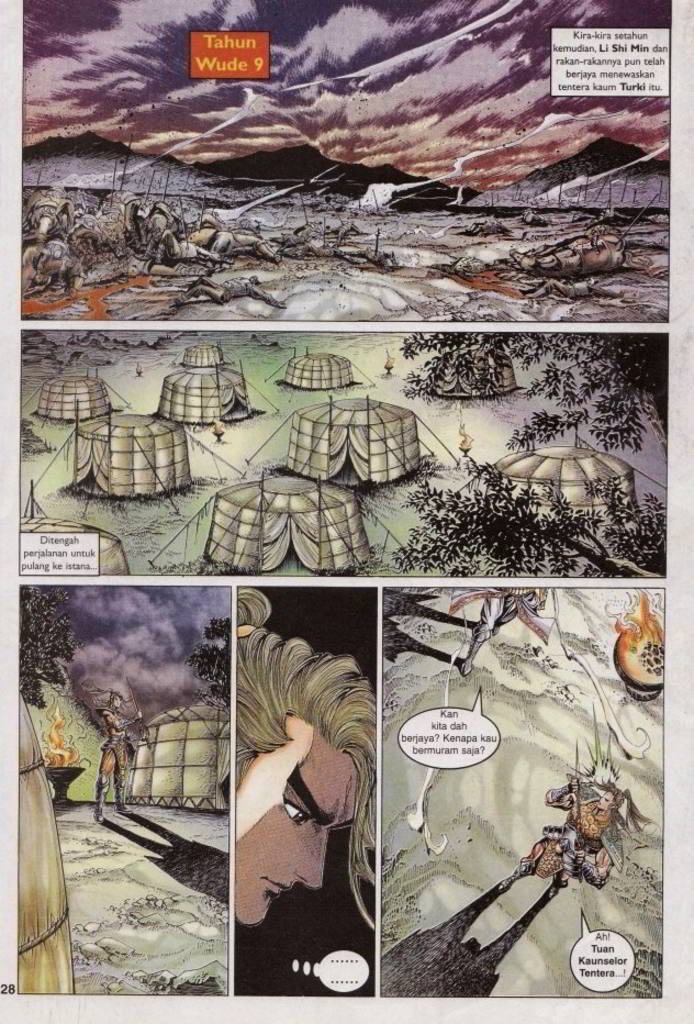 Tahun
Wude 9
Kira-kira setahun
kemudian, Li Shi Min dan
rakan-rakannya pun telah
berjaya menewaskan
tentera kaum Turki itu.
Ditengah
perjalanan untuk
pulang ke istana...
......
......
Kan
kita dah
berjaya? Kenapa kau
bermuram saja?
Ah!
Tuan
Kaunselor
Tentera...!
28